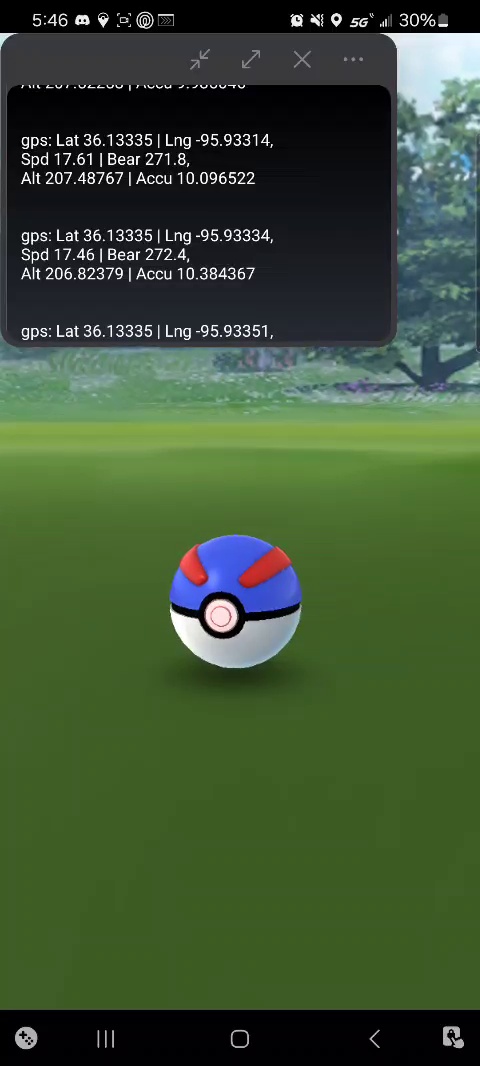 5:46
5G
30%
gps: Lat 36.13335 | Lng -95.93314,
Spd 17.61 | Bear 271.8,
Alt 207.48767 | Accu 10.096522
gps: Lat 36.13335 | Lng -95.93334,
Spd 17.46 | Bear 272.4,
Alt 206.82379 | Accu 10.384367
gps: Lat 36.13335 | Lng -95.93351,